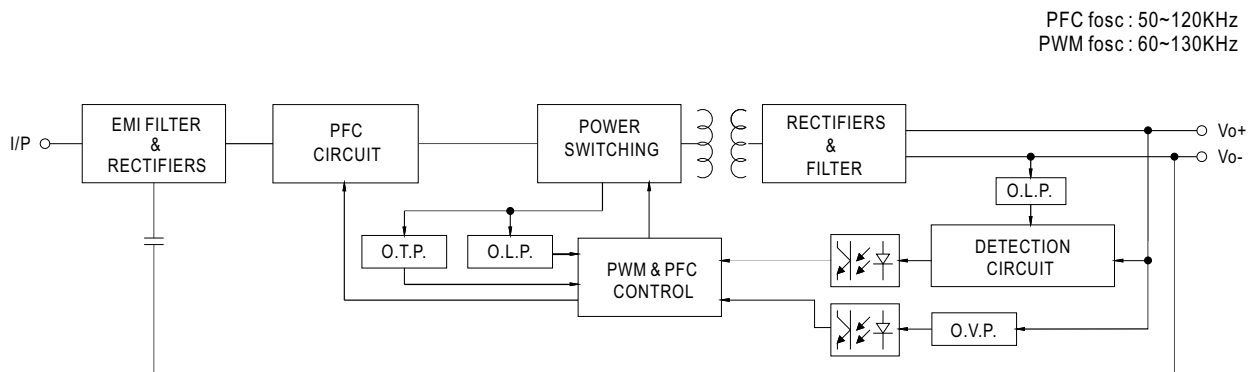 PFC fosc : 50~120KHz
PWM fosc : 60~130KHz
I/P
EMI FILTER
&
RECTIFIERS
PFC
CIRCUIT
POWER
SWITCHING
RECTIFIERS
&
FILTER
Vo+
Vo-
O.L.P.
O.T.P.
O.L.P.
PWM & PFC
CONTROL
DETECTION
CIRCUIT
O.V.P.